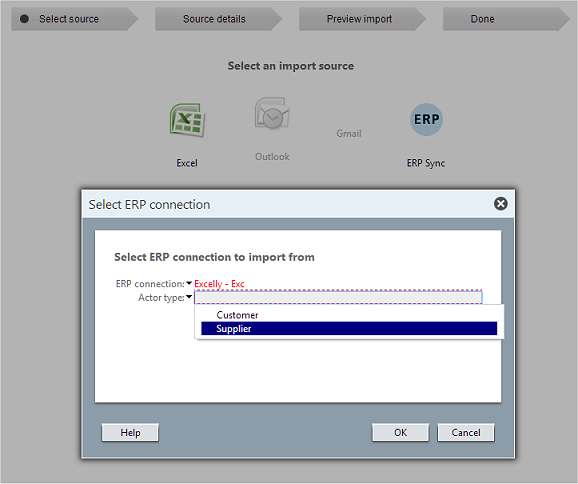 Select source
Source details
Preview import
Done
Select an import source
Excel
Outlook
Gmail
ERP
ERP Sync
Select ERP connection
Select ERP connection to import from
ERP connection: Excelly - Exc
Actor type:
Customer
Supplier
Help
OK
Cancel